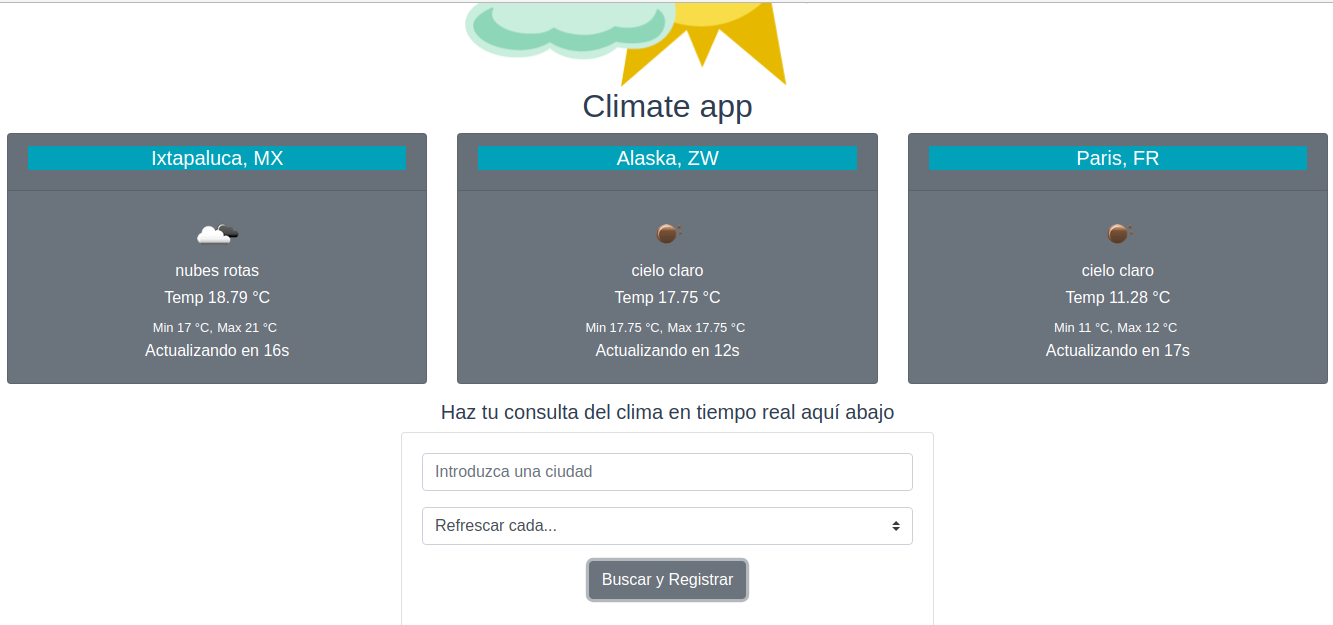 Climate app
Ixtapaluca, MX
nubes rotas
Temp 18.79 °C
Min 17 °C, Max 21 °C
Actualizando en 16s
Alaska, ZW
cielo claro
Temp 17.75 °C
Min 17.75 °C, Max 17.75 °C
Actualizando en 12s
Paris, FR
cielo claro
Temp 11.28 °C
Min 11 °C, Max 12 °C
Actualizando en 17s
Haz tu consulta del clima en tiempo real aquí abajo
Introduzca una ciudad
Refrescar cada...
Buscar y Registrar